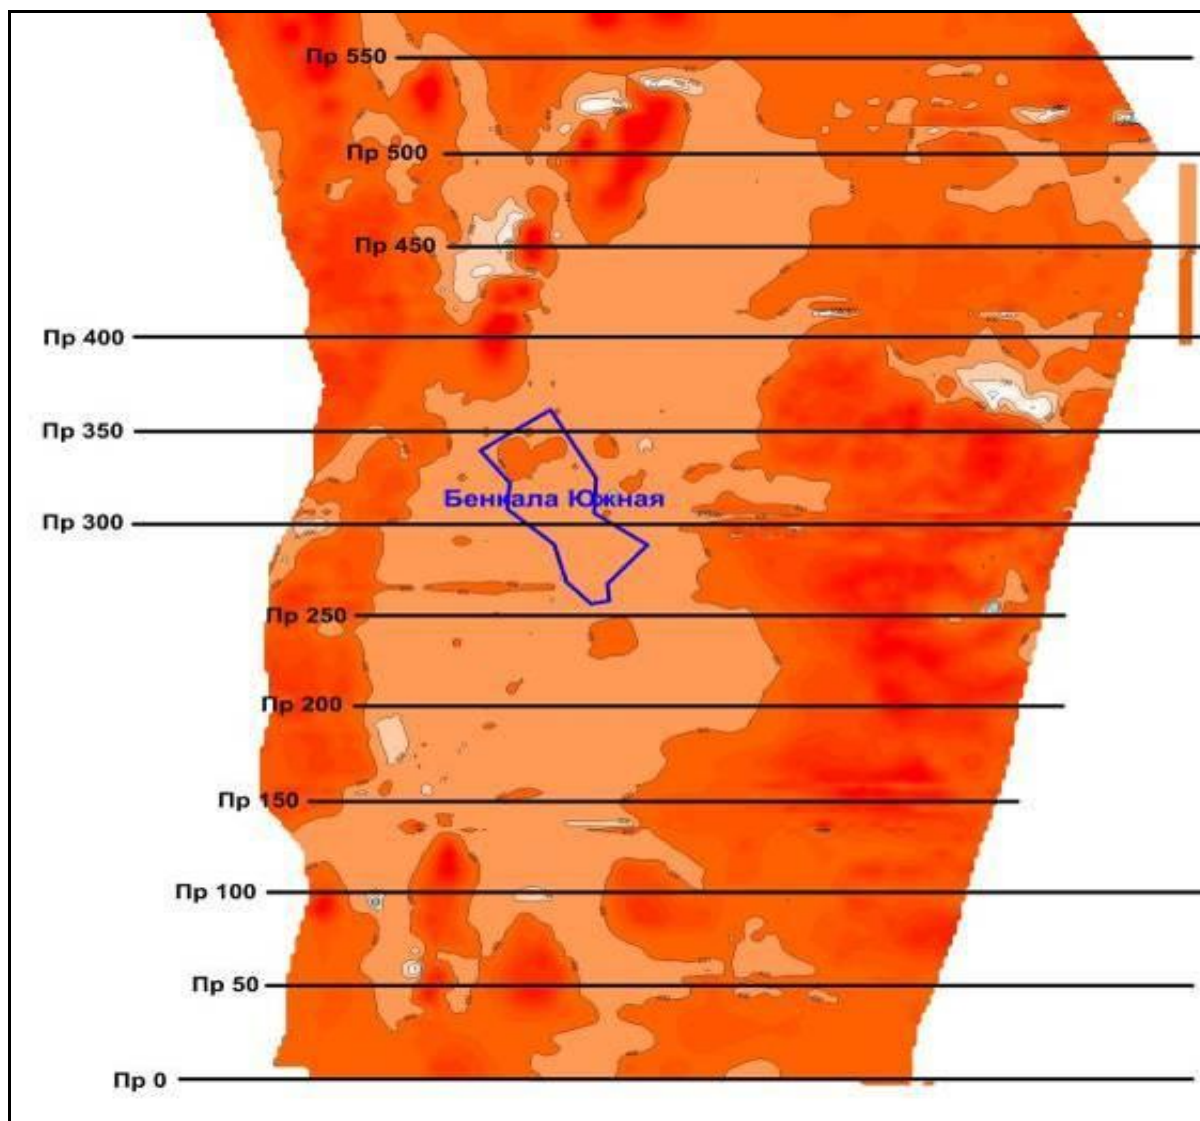 Пр 550
Пр 500
Пр 450
Пр 400
Пр 350
Бенкала Южная
Пр 300
Пр 250
Пр 200
Пр 150
Пр 100
Пр 50
Пр 0